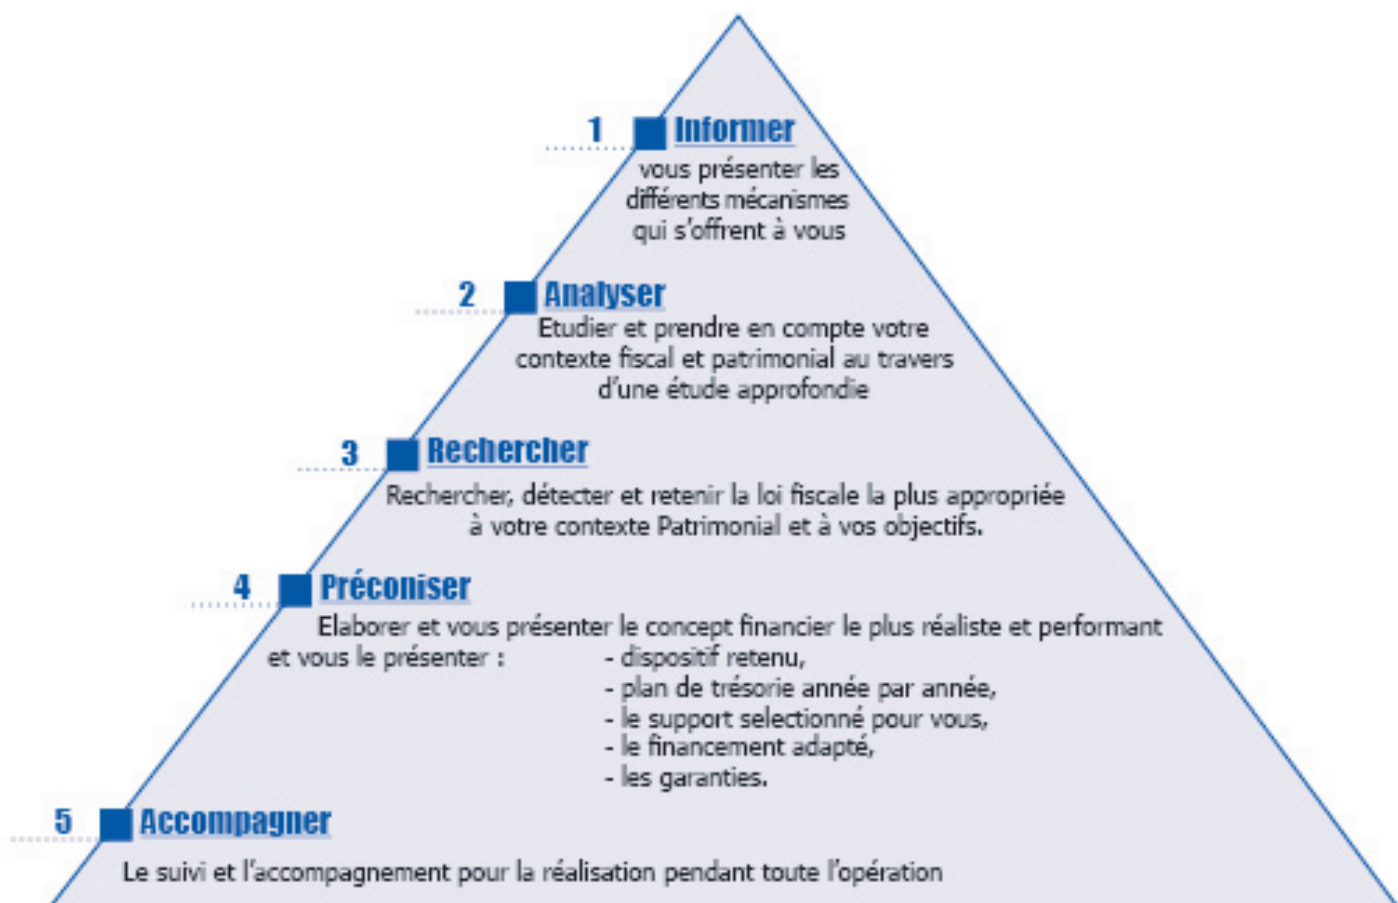 1 Informer
vous présenter les
différents mécanismes
qui s'offrent à vous
2 Analyser
Etudier et prendre en compte votre
contexte fiscal et patrimonial au travers
d'une étude approfondie
3 Rechercher
Rechercher, détecter et retenir la loi fiscale la plus appropriée
à votre contexte Patrimonial et à vos objectifs.
4 Préconiser
Elaborer et vous présenter le concept financier le plus réaliste et performant
et vous le présenter : - dispositif retenu,
- plan de trésorie année par année,
- le support selectionné pour vous,
- le financement adapté,
- les garanties.
5 Accompagner
Le suivi et l'accompagnement pour la réalisation pendant toute l'opération